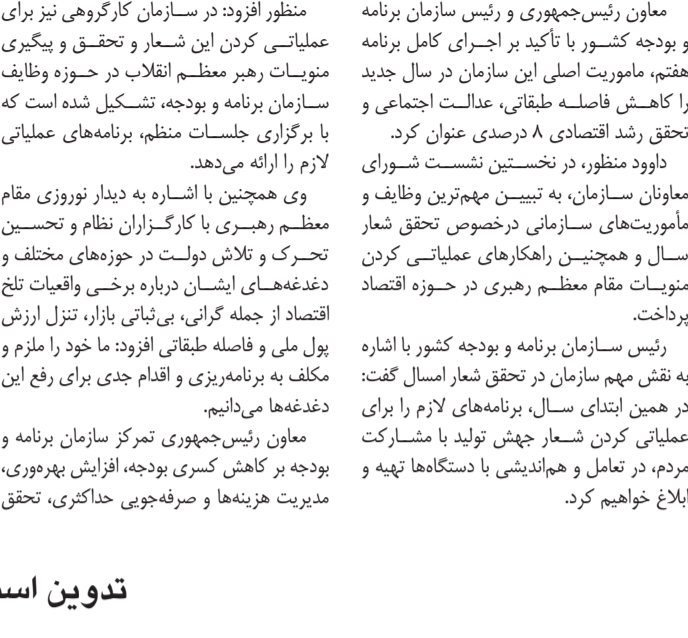 معاون رئیس‌جمهوری و رئیس سازمان برنامه
و بودجه کشور با تأکید بر اجرای کامل برنامه
هفتم، ماموریت اصلی این سازمان در سال جدید
را کاهش فاصله طبقاتی، عدالت اجتماعی و
تحقق رشد اقتصادی ۸ درصدی عنوان کرد.
داوود منظور، در نخستین نشست شورای
معاونان سازمان، به تبیین مهم‌ترین وظایف و
مأموریت‌های سازمانی درخصوص تحقق شعار
سال و همچنین راهکارهای عملیاتی کردن
منویات مقام معظم رهبری در حوزه اقتصاد
پرداخت.
رئیس سازمان برنامه و بودجه کشور با اشاره
به نقش مهم سازمان در تحقق شعار امسال گفت:
در همین ابتدای سال، برنامه‌های لازم را برای
عملیاتی کردن شعار جهش تولید با مشارکت
مردم، در تعامل و هم‌اندیشی با دستگاه‌ها تهیه و
ابلاغ خواهیم کرد.
منظور افزود: در سازمان کارگروهی نیز برای
عملیاتی کردن این شعار و تحقق و پیگیری
منویات رهبر معظم انقلاب در حوزه وظایف
سازمان برنامه و بودجه، تشکیل شده است که
با برگزاری جلسات منظم، برنامه‌های عملیاتی
لازم را ارائه می‌دهد.
وی همچنین با اشاره به دیدار نوروزی مقام
معظم رهبری با کارگزاران نظام و تحسین
تحرک و تلاش دولت در حوزه‌های مختلف و
دغدغه‌های ایشان درباره برخی واقعیات تلخ
اقتصاد از جمله گرانی، بی‌ثباتی بازار، تنزل ارزش
پول ملی و فاصله طبقاتی افزود: ما خود را ملزم و
مکلف به برنامه‌ریزی و اقدام جدی برای رفع این
دغدغه‌ها می‌دانیم.
معاون رئیس‌جمهوری تمرکز سازمان برنامه و
بودجه بر کاهش کسری بودجه، افزایش بهره‌وری،
مدیریت هزینه‌ها و صرفه‌جویی حداکثری، تحقق
تدوین